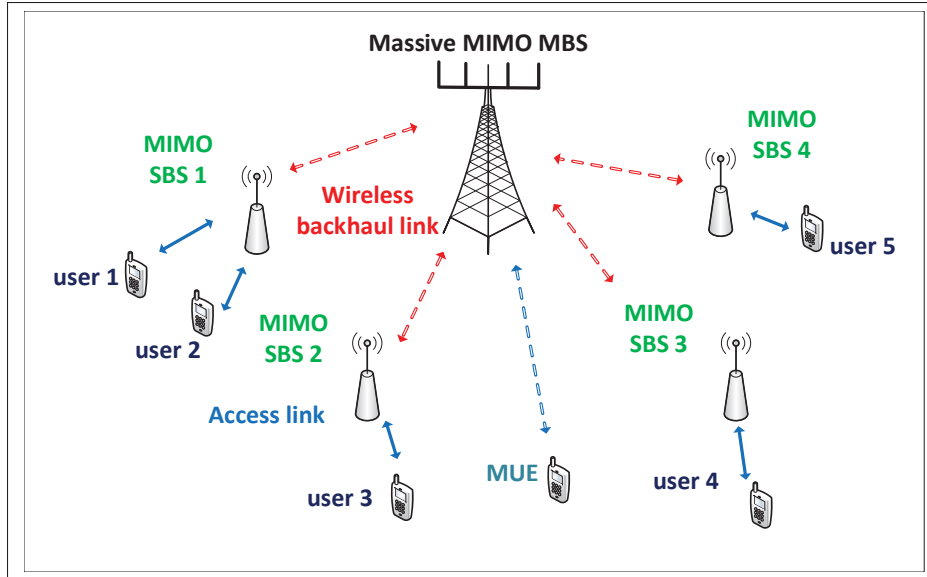 Massive MIMO MBS
MIMO
SBS 1
MIMO
SBS 4
Wireless
backhaul link
user 1
user 2
user 5
MIMO
SBS 2
MIMO
SBS 3
Access link
user 3
MUE
user 4